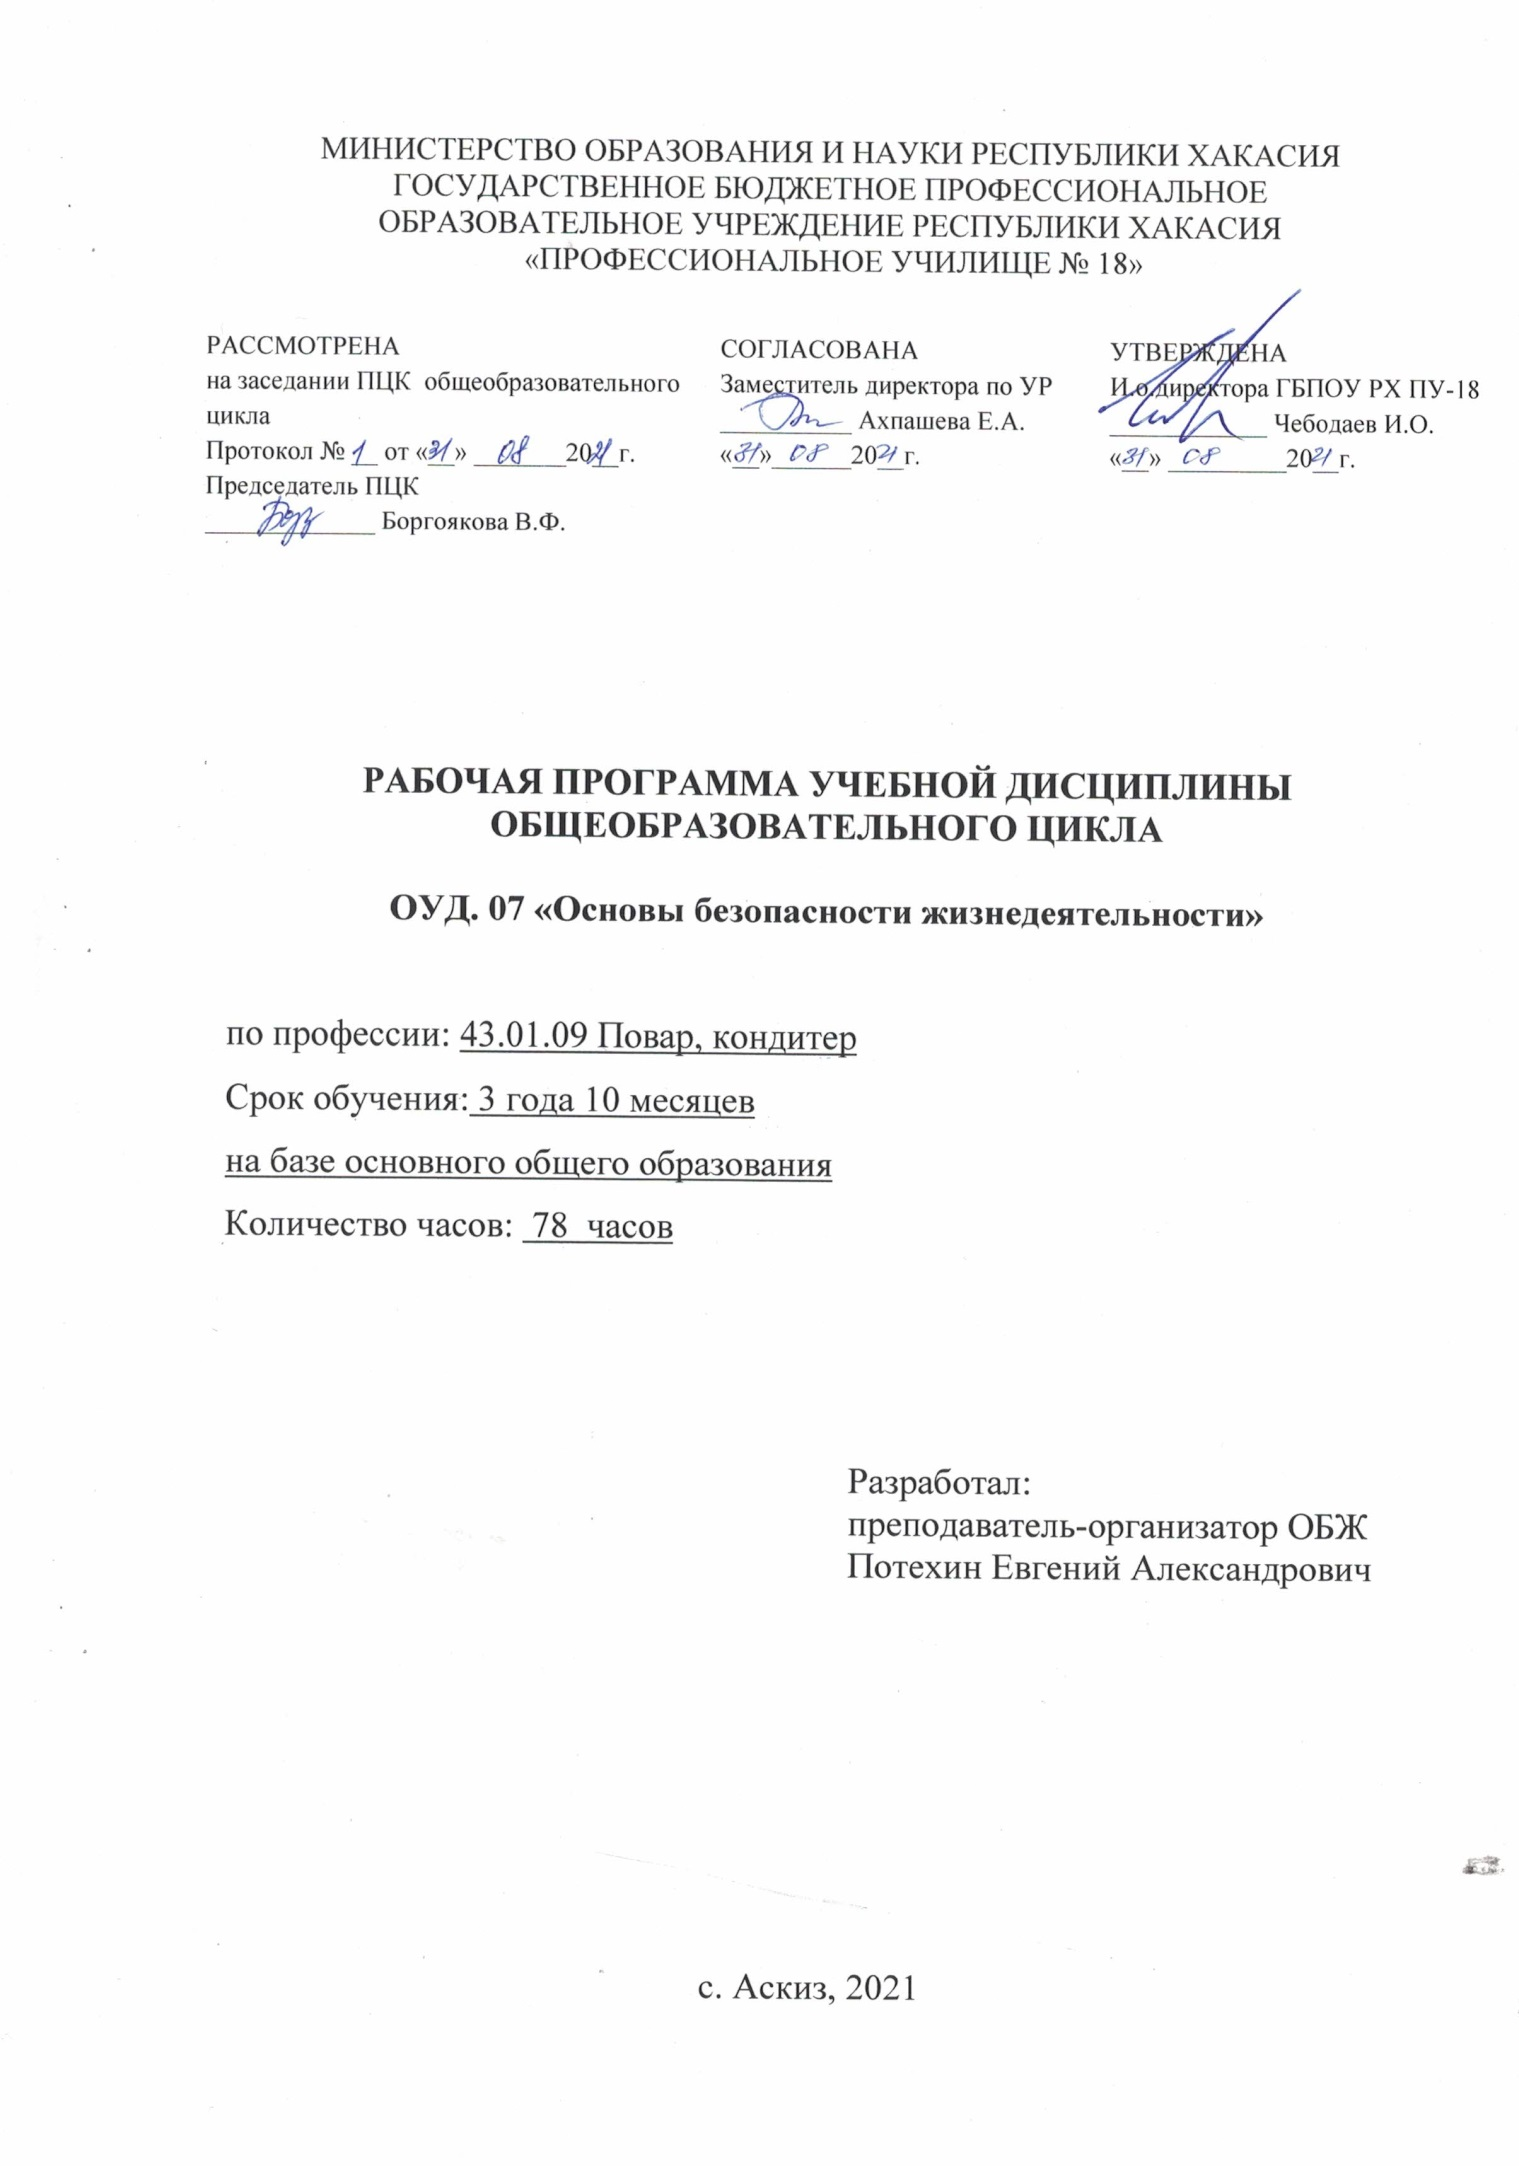 МИНИСТЕРСТВО ОБРАЗОВАНИЯ И НАУКИ РЕСПУБЛИКИ ХАКАСИЯ
ГОСУДАРСТВЕННОЕ БЮДЖЕТНОЕ ПРОФЕССИОНАЛЬНОЕ
ОБРАЗОВАТЕЛЬНОЕ УЧРЕЖДЕНИЕ РЕСПУБЛИКИ ХАКАСИЯ
«ПРОФЕССИОНАЛЬНОЕ УЧИЛИЩЕ № 18»
РАССМОТРЕНА
на заседании ПЦК общеобразовательного
цикла
Протокол № 1 от «31» 08 2021 г.
Председатель ПЦК
Боргоякова В.Ф.
СОГЛАСОВАНА
Заместитель директора по УР
Ахпашева Е.А.
«31» 08 2021 г.
УТВЕРЖДЕНА
И.о.директора ГБПОУ РХ ПУ-18
Чебодаев И.О.
«31» 08 2021 г.
РАБОЧАЯ ПРОГРАММА УЧЕБНОЙ ДИСЦИПЛИНЫ
ОБЩЕОБРАЗОВАТЕЛЬНОГО ЦИКЛА
ОУД. 07 «Основы безопасности жизнедеятельности»
по профессии: 43.01.09 Повар, кондитер
Срок обучения: 3 года 10 месяцев
на базе основного общего образования
Количество часов: 78 часов
Разработал:
преподаватель-организатор ОБЖ
Потехин Евгений Александрович
с. Аскиз, 2021